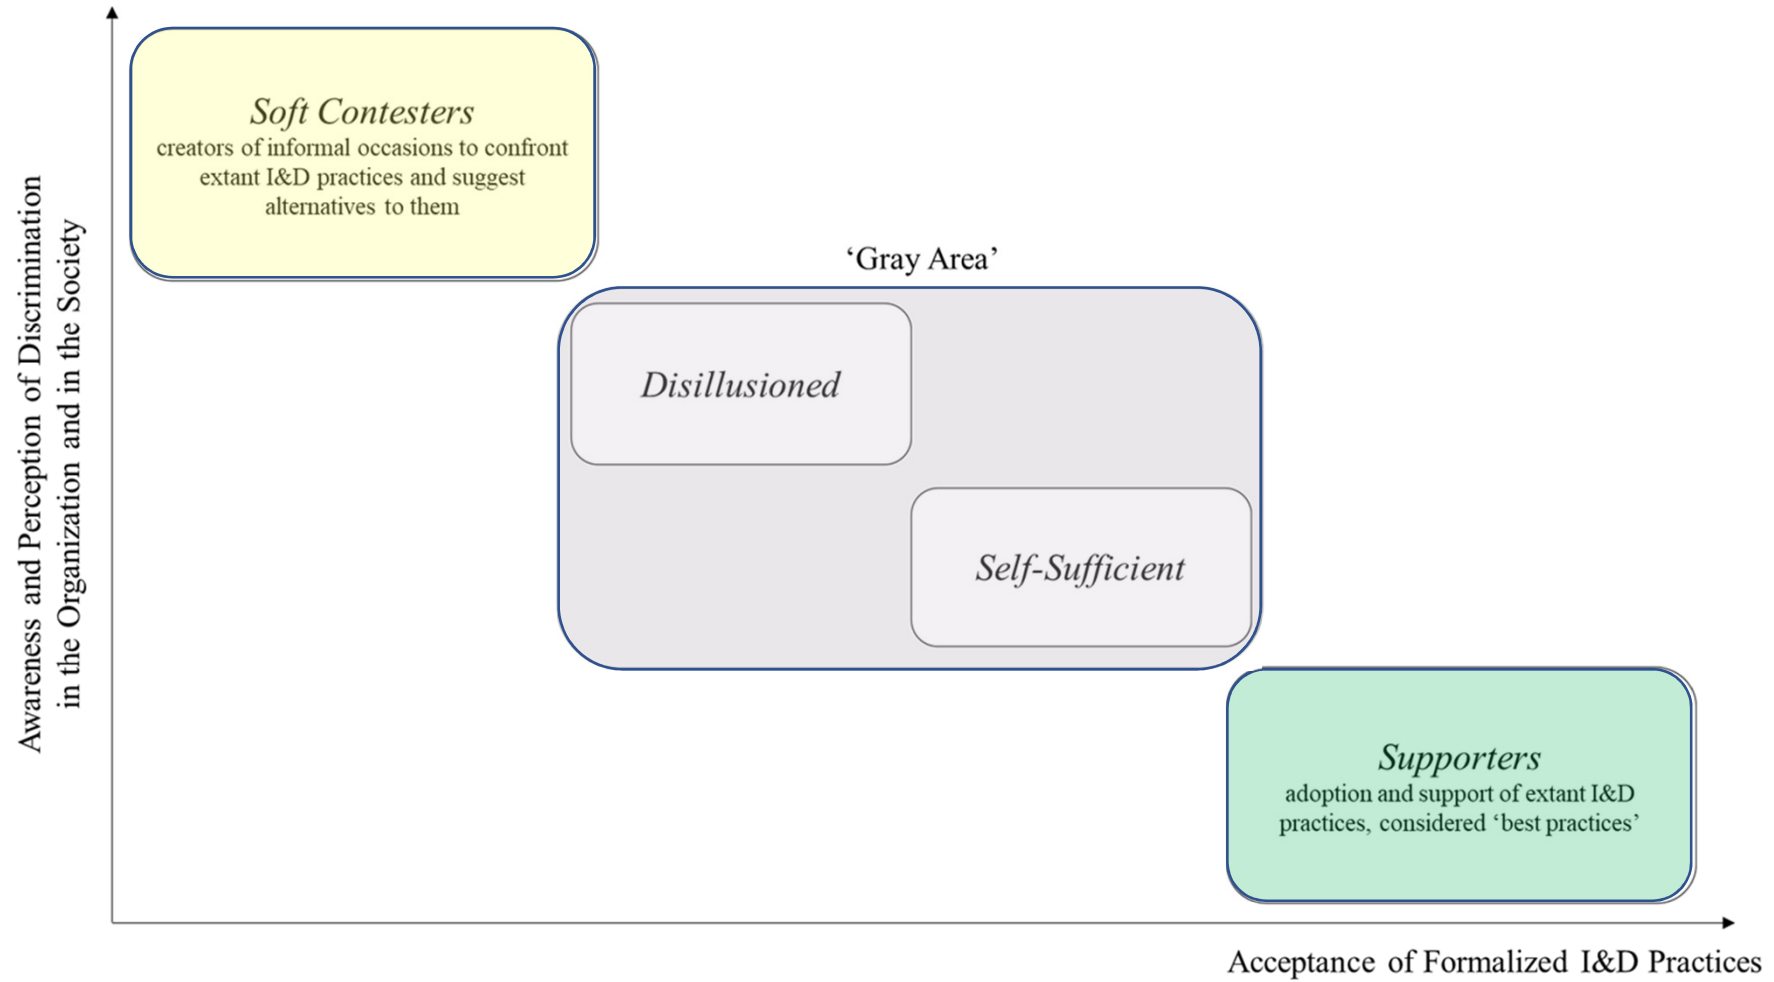 Awareness and Perception of Discrimination
in the Organization and in the Society
Soft Contesters
creators of informal occasions to confront
extant I&D practices and suggest
alternatives to them
‘Gray Area’
Disillusioned
Self-Sufficient
Supporters
adoption and support of extant I&D
practices, considered ‘best practices’
Acceptance of Formalized I&D Practices